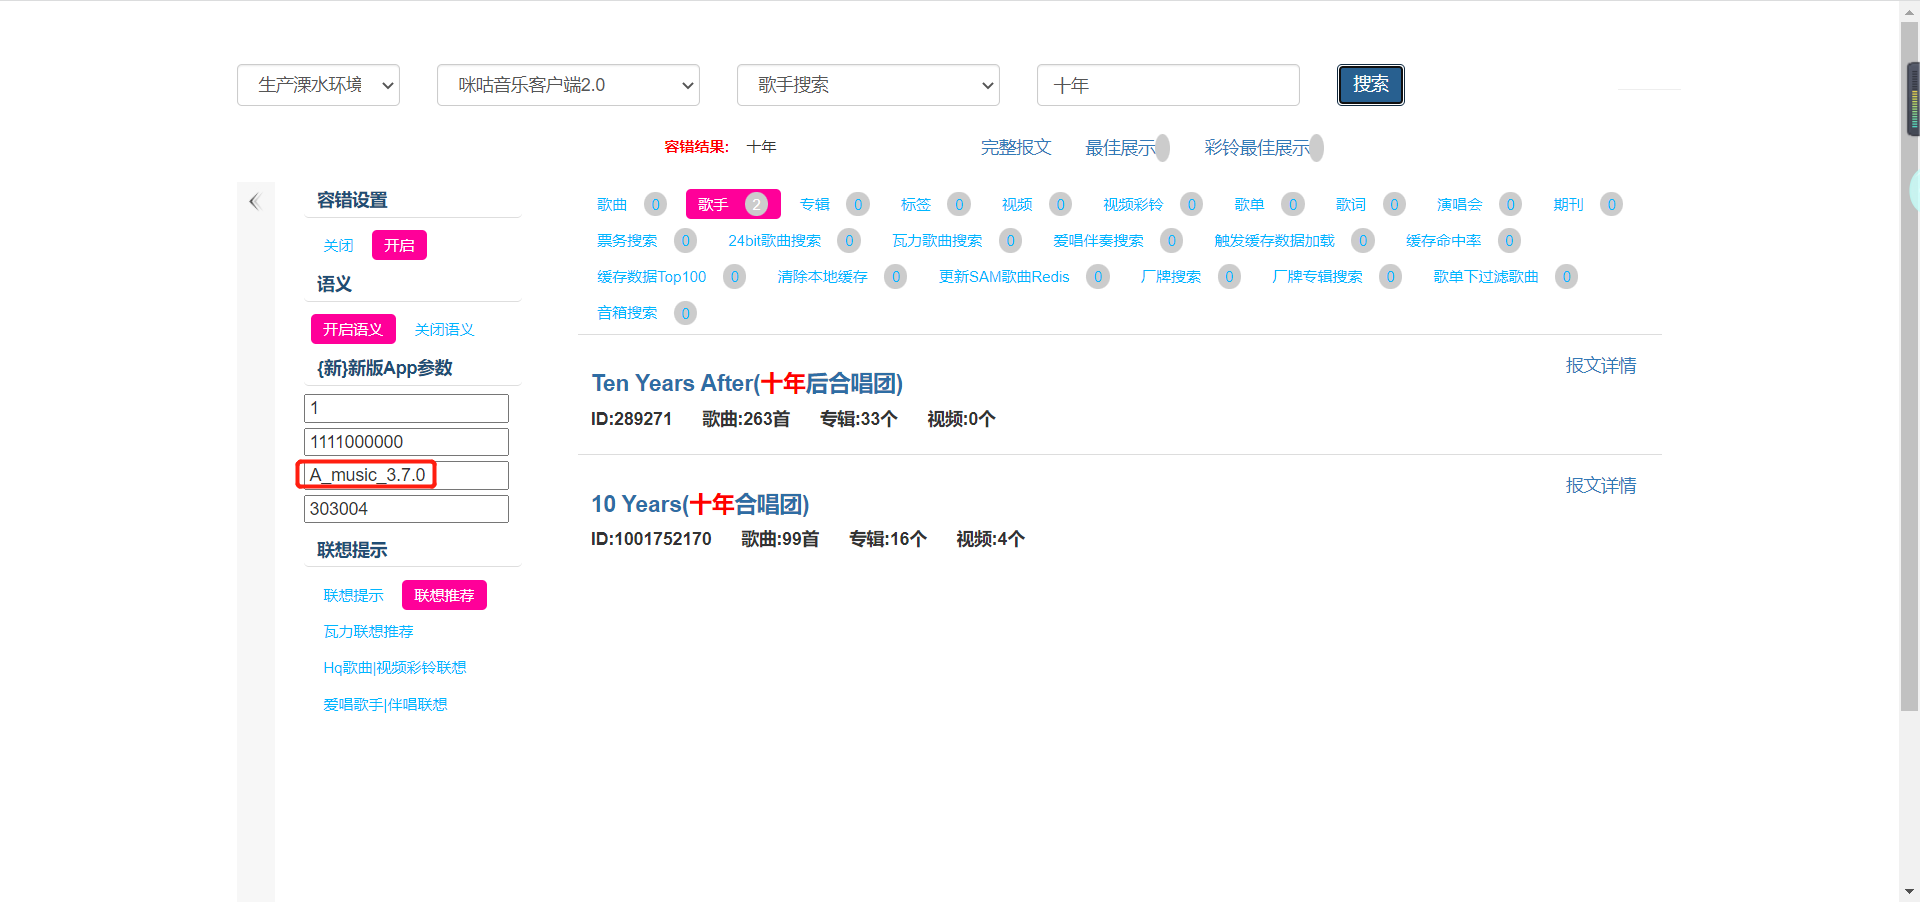 生产溧水环境 咪咕音乐客户端2.0 歌手搜索 十年 搜索
容错结果: 十年 完整报文 最佳展示 彩铃最佳展示
容错设置
关闭 开启
语义
开启语义 关闭语义
{新}新版App参数
1
1111000000
A_music_3.7.0
303004
联想提示
联想提示 联想推荐
瓦力联想推荐
Hq歌曲|视频彩铃联想
爱唱歌手|伴唱联想
歌曲 0 歌手 2 专辑 0 标签 0 视频 0 视频彩铃 0 歌单 0 歌词 0 演唱会 0 期刊 0
票务搜索 0 24bit歌曲搜索 0 瓦力歌曲搜索 0 爱唱伴奏搜索 0 触发缓存数据加载 0 缓存命中率 0
缓存数据Top100 0 清除本地缓存 0 更新SAM歌曲Redis 0 厂牌搜索 0 厂牌专辑搜索 0 歌单下过滤歌曲 0
音箱搜索 0
报文详情
Ten Years After(十年后合唱团)
ID:289271 歌曲:263首 专辑:33个 视频:0个
报文详情
10 Years(十年合唱团)
ID:1001752170 歌曲:99首 专辑:16个 视频:4个